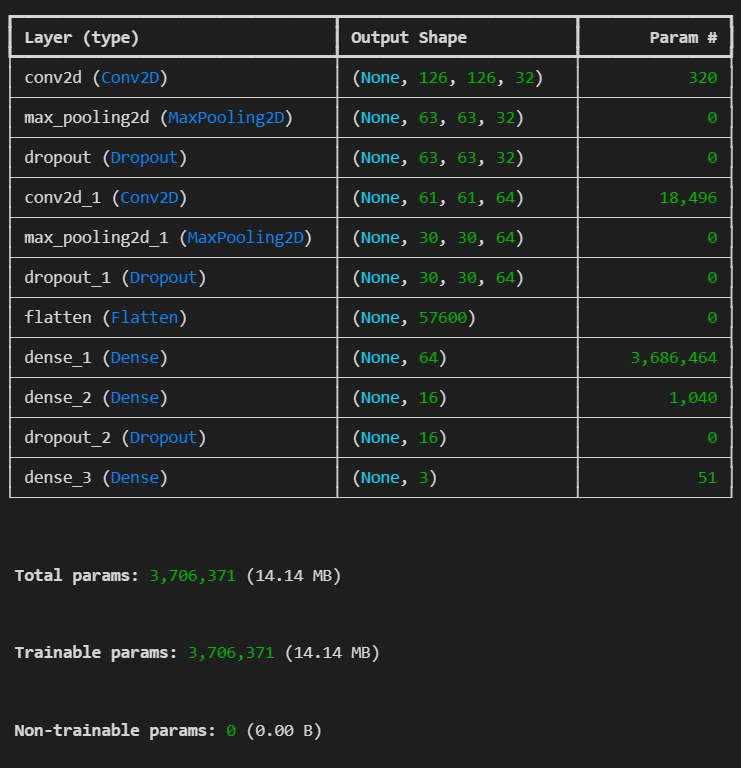 Layer (type) Output Shape Param #
conv2d (Conv2D) (None, 126, 126, 32) 320
max_pooling2d (MaxPooling2D) (None, 63, 63, 32) 0
dropout (Dropout) (None, 63, 63, 32) 0
conv2d_1 (Conv2D) (None, 61, 61, 64) 18,496
max_pooling2d_1 (MaxPooling2D) (None, 30, 30, 64) 0
dropout_1 (Dropout) (None, 30, 30, 64) 0
flatten (Flatten) (None, 57600) 0
dense_1 (Dense) (None, 64) 3,686,464
dense_2 (Dense) (None, 16) 1,040
dropout_2 (Dropout) (None, 16) 0
dense_3 (Dense) (None, 3) 51
Total params: 3,706,371 (14.14 MB)
Trainable params: 3,706,371 (14.14 MB)
Non-trainable params: 0 (0.00 B)